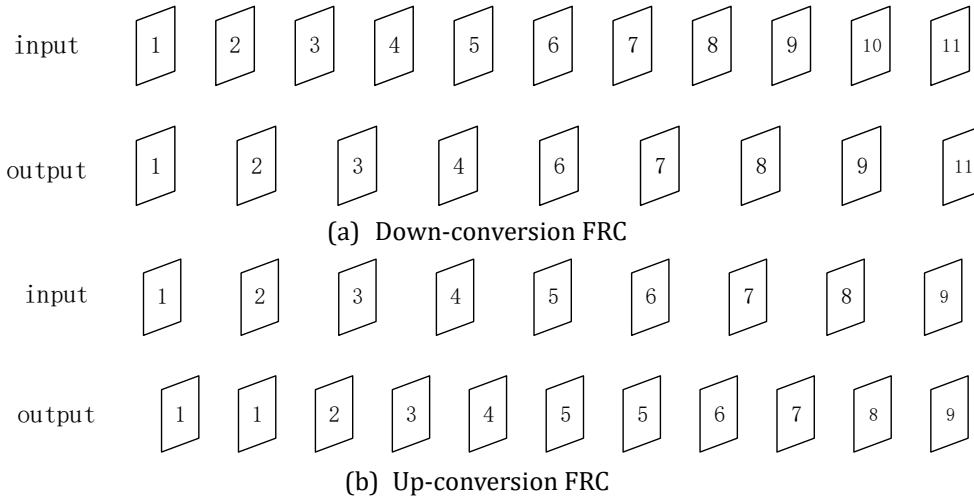 input 1 2 3 4 5 6 7 8 9 10 11
output 1 2 3 4 6 7 8 9 11
(a) Down-conversion FRC
input 1 2 3 4 5 6 7 8 9
output 1 1 2 3 4 5 5 6 7 8 9
(b) Up-conversion FRC